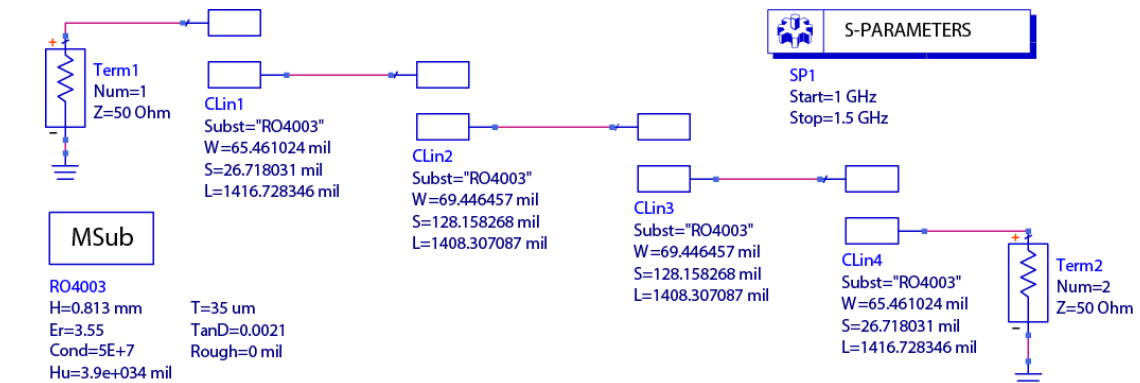 S-PARAMETERS
SP1
Start=1 GHz
Stop=1.5 GHz
+
Term1
Num=1
Z=50 Ohm
–
CLin1
Subst="RO4003"
W=65.461024 mil
S=26.718031 mil
L=1416.728346 mil
CLin2
Subst="RO4003"
W=69.446457 mil
S=128.158268 mil
L=1408.307087 mil
CLin3
Subst="RO4003"
W=69.446457 mil
S=128.158268 mil
L=1408.307087 mil
CLin4
Subst="RO4003"
W=65.461024 mil
S=26.718031 mil
L=1416.728346 mil
+
Term2
Num=2
Z=50 Ohm
–
MSub
RO4003
H=0.813 mm
Er=3.55
Cond=5E+7
Hu=3.9e+034 mil
T=35 um
TanD=0.0021
Rough=0 mil